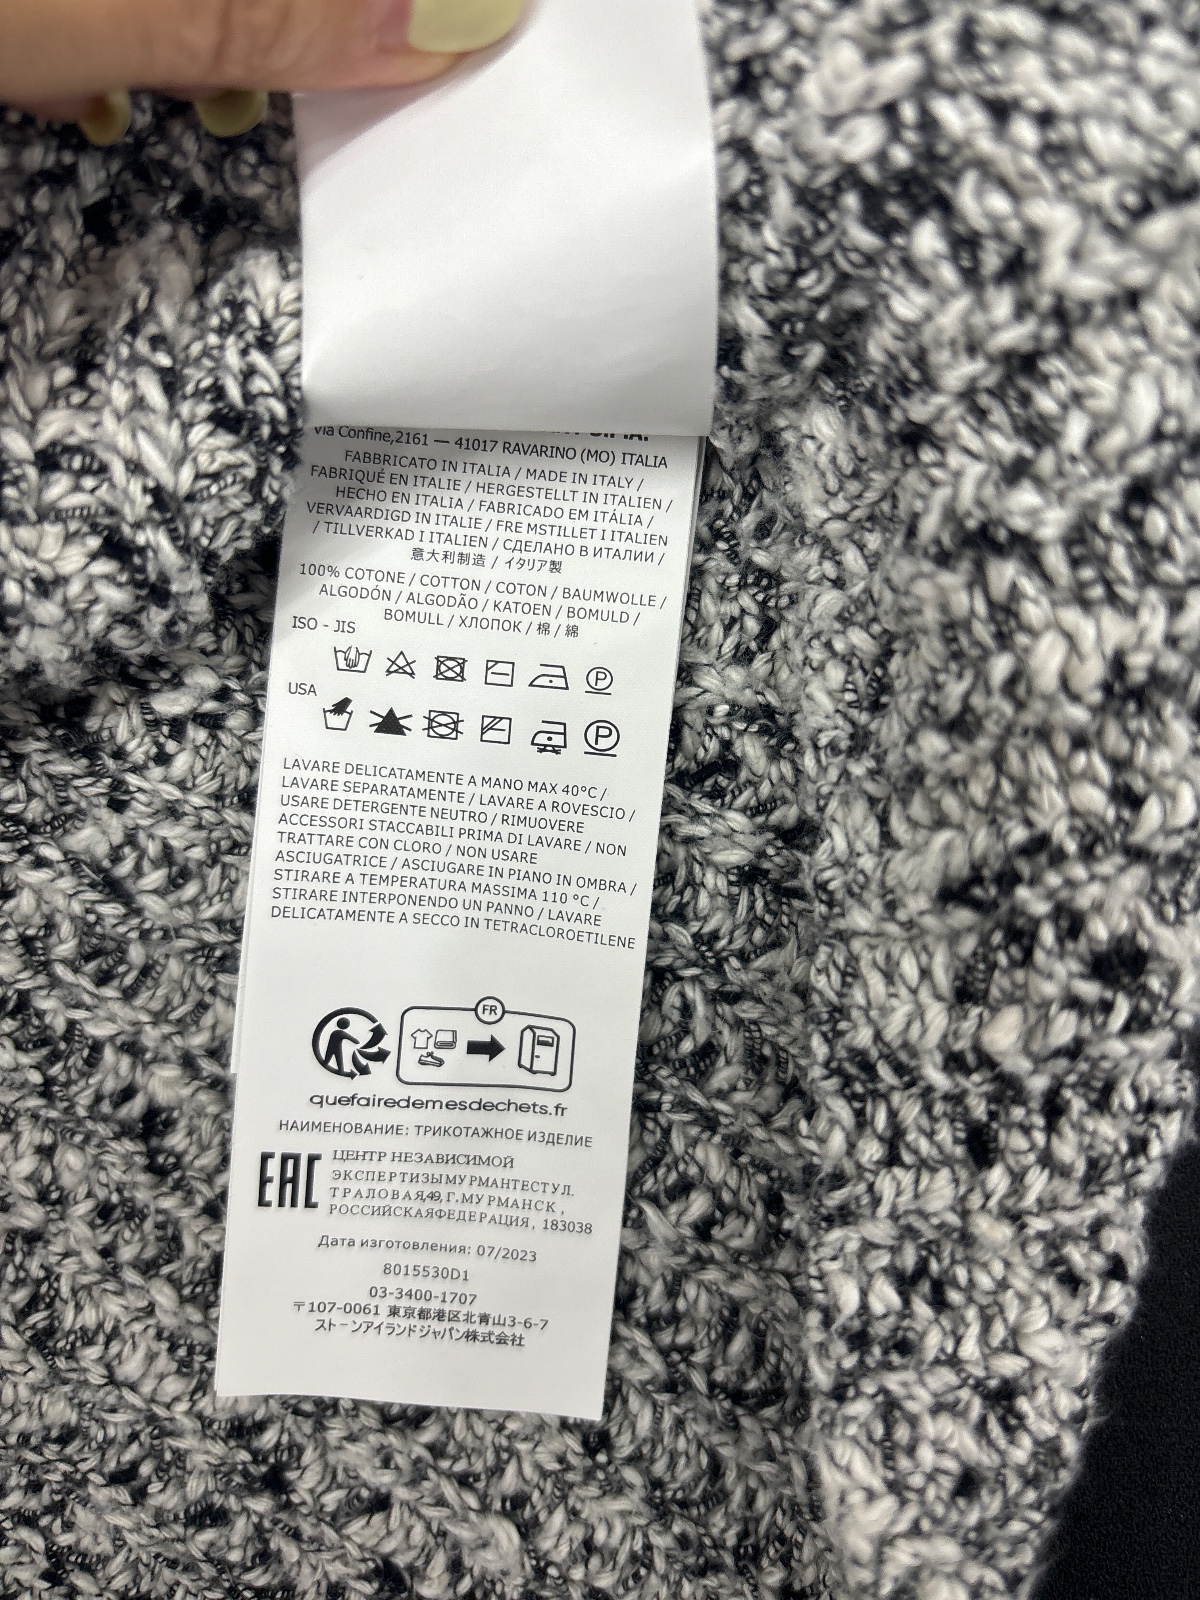 Via Confine,2161 — 41017 RAVARINO (MO) ITALIA
FABBRICATO IN ITALIA / MADE IN ITALY /
FABRIQUÉ EN ITALIE / HERGESTELLT IN ITALIEN /
HECHO EN ITALIA / FABRICADO EM ITÁLIA /
VERVAARDIGD IN ITALIE / FRE MSTILLET I ITALIEN
/ TILLVERKAD I ITALIEN / СДЕЛАНО В ИТАЛИИ /
意大利制造 / イタリア製
100% COTONE / COTTON / COTON / BAUMWOLLE /
ALGODÓN / ALGODÃO / KATOEN / BOMULD /
BOMULL / ХЛОПОК / 棉 / 綿
ISO - JIS
P
USA
P
LAVARE DELICATAMENTE A MANO MAX 40°C /
LAVARE SEPARATAMENTE / LAVARE A ROVESCIO /
USARE DETERGENTE NEUTRO / RIMUOVERE
ACCESSORI STACCABILI PRIMA DI LAVARE / NON
TRATTARE CON CLORO / NON USARE
ASCIUGATRICE / ASCIUGARE IN PIANO IN OMBRA /
STIRARE A TEMPERATURA MASSIMA 110 °C /
STIRARE INTERPONENDO UN PANNO / LAVARE
DELICATAMENTE A SECCO IN TETRACLOROETILENE
FR
quefairedemesdechets.fr
НАИМЕНОВАНИЕ: ТРИКОТАЖНОЕ ИЗДЕЛИЕ
EAC
ЦЕНТР НЕЗАВИСИМОЙ
ЭКСПЕРТИЗЫМУРМАНТЕСТУЛ.
ТРАЛОВАЯ,49,Г.МУРМАНСК,
РОССИЙСКАЯФЕДЕРАЦИЯ, 183038
Дата изготовления: 07/2023
8015530D1
03-3400-1707
〒107-0061 東京都港区北青山3-6-7
ストーンアイランドジャパン株式会社